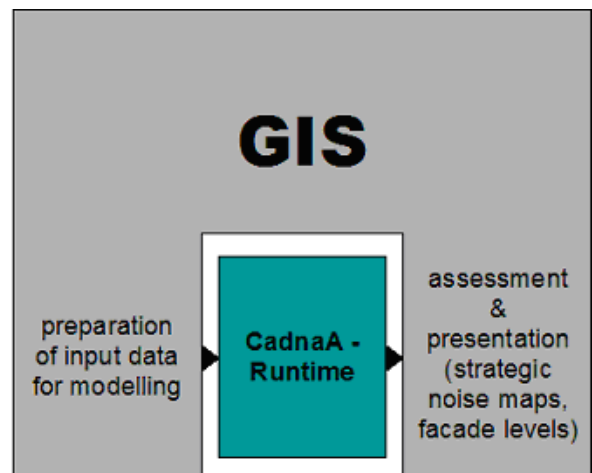 GIS
preparation
of input data
for modelling
CadnaA -
Runtime
assessment
&
presentation
(strategic
noise maps,
facade levels)